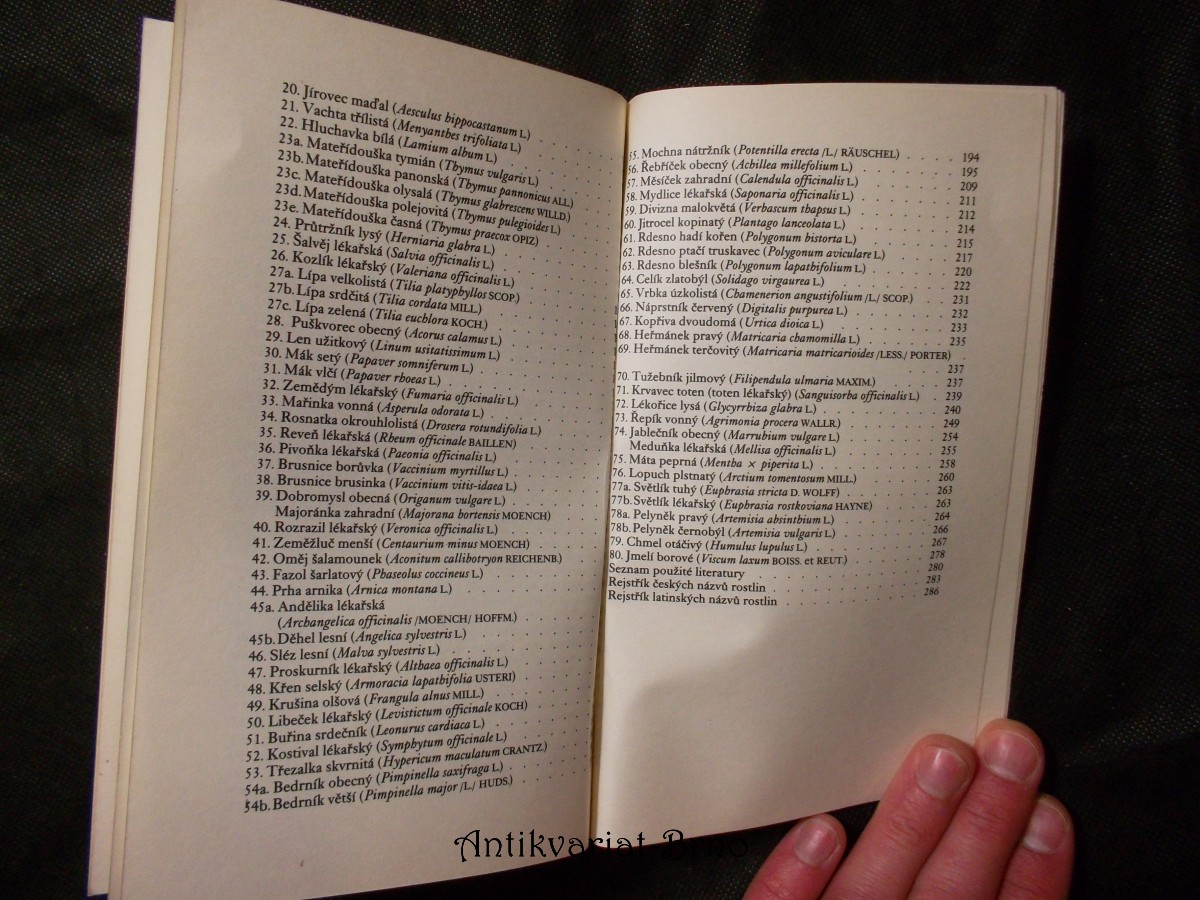 20. Jírovec maďal (Aesculus hippocastanum L.) . . . . .
21. Vachta třílistá (Menyanthes trifoliata L.) . . . . .
22. Hluchavka bílá (Lamium album L.) . . . . .
23a. Mateřídouška tymián (Thymus vulgaris L.) . . . . .
23b. Mateřídouška panonská (Thymus pannonicus ALL.) . . .
23c. Mateřídouška olysalá (Thymus glabrescens WILLD.) . . .
23d. Mateřídouška polejovitá (Thymus pulegioides L.) . . .
23e. Mateřídouška časná (Thymus praecox OPIZ) . . . .
24. Průtržník lysý (Herniaria glabra L.) . . . . .
25. Šalvěj lékařská (Salvia officinalis L.) . . . . .
26. Kozlík lékařský (Valeriana officinalis L.) . . . . .
27a. Lípa velkolistá (Tilia platyphyllos SCOP.) . . . . .
27b. Lípa srdčitá (Tilia cordata MILL.) . . . . .
27c. Lípa zelená (Tilia euchlora KOCH.) . . . . .
28. Puškvorec obecný (Acorus calamus L.) . . . . .
29. Len užitkový (Linum usitatissimum L.) . . . . .
30. Mák setý (Papaver somniferum L.) . . . . .
31. Mák vlčí (Papaver rhoeas L.) . . . . .
32. Zemědým lékařský (Fumaria officinalis L.) . . . . .
33. Mařinka vonná (Asperula odorata L.) . . . . .
34. Rosnatka okrouhlolistá (Drosera rotundifolia L.) . . . .
35. Reveň lékařská (Rheum officinale BAILLEN) . . . . .
36. Pivoňka lékařská (Paeonia officinalis L.) . . . . .
37. Brusnice borůvka (Vaccinium myrtillus L.) . . . . .
38. Brusnice brusinka (Vaccinium vitis-idaea L.) . . . . .
39. Dobromysl obecná (Origanum vulgare L.) . . . . .
Majoránka zahradní (Majorana hortensis MOENCH) . . .
40. Rozrazil lékařský (Veronica officinalis L.) . . . . .
41. Zeměžluč menší (Centaurium minus MOENCH) . . . .
42. Oměj šalamounek (Aconitum callibotryon REICHENB.) . .
43. Fazol šarlatový (Phaseolus coccineus L.) . . . . .
44. Prha arnika (Arnica montana L.) . . . . .
45a. Andělika lékařská
(Archangelica officinalis /MOENCH/ HOFFM.) . . . . .
45b. Děhel lesní (Angelica sylvestris L.) . . . . .
46. Sléz lesní (Malva sylvestris L.) . . . . .
47. Proskurník lékařský (Althaea officinalis L.) . . . . .
48. Křen selský (Armoracia lapathifolia USTERI) . . . . .
49. Krušina olšová (Frangula alnus MILL.) . . . . .
50. Libeček lékařský (Levistictum officinale KOCH) . . . .
51. Buřina srdečník (Leonurus cardiaca L.) . . . . .
52. Kostival lékařský (Symphytum officinale L.) . . . . .
53. Třezalka skvrnitá (Hypericum maculatum CRANTZ.) . . .
54a. Bedrník obecný (Pimpinella saxifraga L.) . . . . .
54b. Bedrník větší (Pimpinella major /L./ HUDS.) . . . . .
55. Mochna nátržník (Potentilla erecta /L./ RÄUSCHEL) . . . . 194
56. Řebříček obecný (Achillea millefolium L.) . . . . 195
57. Měsíček zahradní (Calendula officinalis L.) . . . . 209
58. Mydlice lékařská (Saponaria officinalis L.) . . . . 211
59. Divizna malokvětá (Verbascum thapsus L.) . . . . 212
60. Jitrocel kopinatý (Plantago lanceolata L.) . . . . 214
61. Rdesno hadí kořen (Polygonum bistorta L.) . . . . 215
62. Rdesno ptačí truskavec (Polygonum aviculare L.) . . . . 217
63. Rdesno blešník (Polygonum lapathifolium L.) . . . . 220
64. Celík zlatobýl (Solidago virgaurea L.) . . . . 222
65. Vrbka úzkolistá (Chamenerion angustifolium /L./ SCOP.) . . . . 231
66. Náprstník červený (Digitalis purpurea L.) . . . . 232
67. Kopřiva dvoudomá (Urtica dioica L.) . . . . 233
68. Heřmánek pravý (Matricaria chamomilla L.) . . . . 235
69. Heřmánek terčovitý (Matricaria matricarioides /LESS./ PORTER) .
. . . . 237
70. Tužebník jilmový (Filipendula ulmaria MAXIM.) . . . . 237
71. Krvavec toten (toten lékařský) (Sanguisorba officinalis L.) . 239
72. Lékořice lysá (Glycyrrhiza glabra L.) . . . . 240
73. Řepík vonný (Agrimonia procera WALLR.) . . . . 249
74. Jablečník obecný (Marrubium vulgare L.) . . . . 254
Meduňka lékařská (Mellisa officinalis L.) . . . . 255
75. Máta peprná (Mentha × piperita L.) . . . . 258
76. Lopuch plstnatý (Arctium tomentosum MILL.) . . . . 260
77a. Světlík tuhý (Euphrasia stricta D. WOLFF) . . . . 263
77b. Světlík lékařský (Euphrasia rostkoviana HAYNE) . . . . 263
78a. Pelyněk pravý (Artemisia absinthium L.) . . . . 264
78b. Pelyněk černobýl (Artemisia vulgaris L.) . . . . 266
79. Chmel otáčivý (Humulus lupulus L.) . . . . 267
80. Jmelí borové (Viscum laxum BOISS. et REUT.) . . . . 278
Seznam použité literatury . . . . 280
Rejstřík českých názvů rostlin . . . . 283
Rejstřík latinských názvů rostlin . . . . 286
Antikvariat Brno